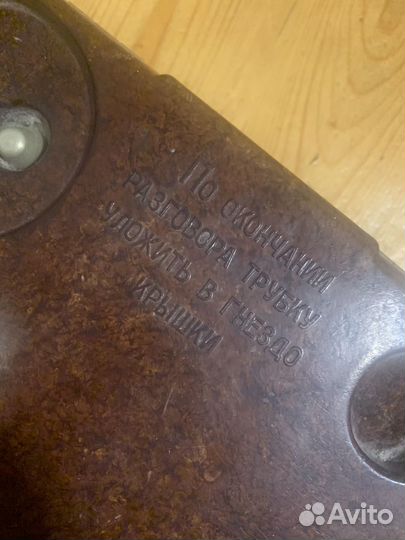 По окончании
разговора трубку
уложить в гнездо
крышки
Avito